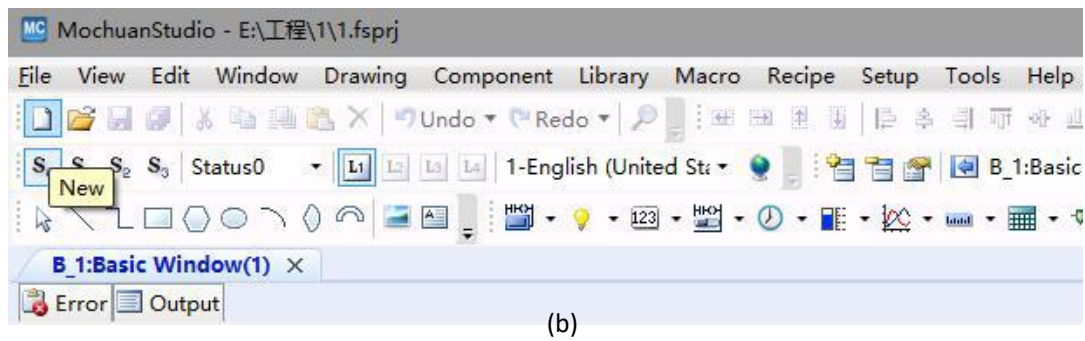 MC MochuanStudio - E:\工程\1\1.fsprj
File View Edit Window Drawing Component Library Macro Recipe Setup Tools Help
Undo Redo
S₂ S₃ Status0 L1 L2 L3 L4 1-English (United Sta B_1:Basic
New
123
B_1:Basic Window(1)
Error Output
(b)